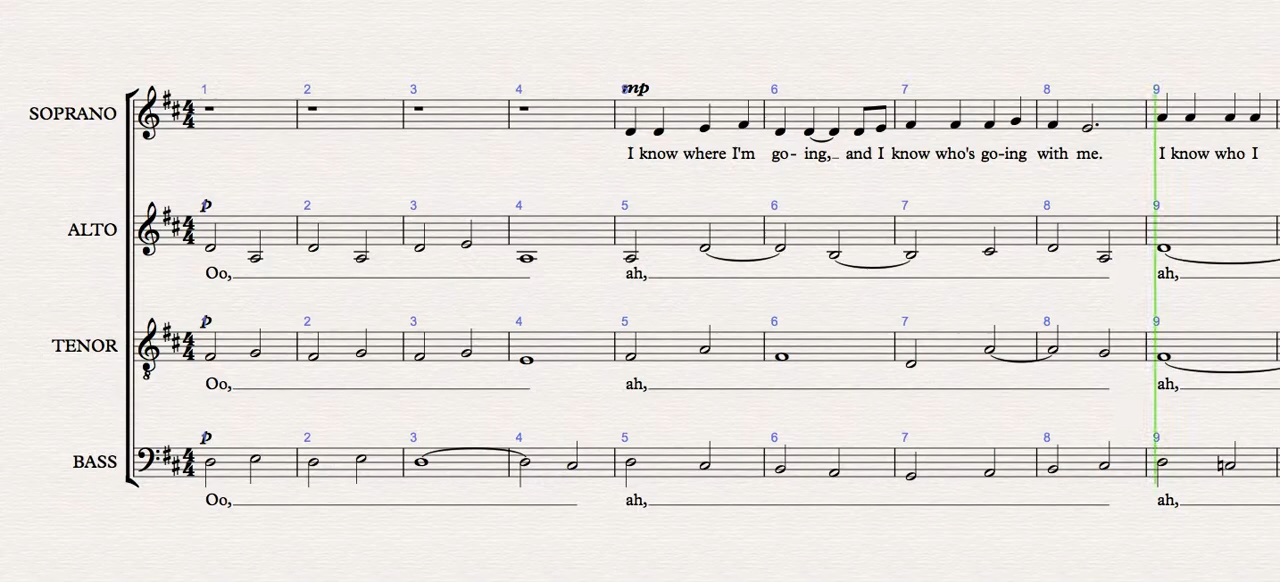 1 2 3 4 mp 6 7 8 9
SOPRANO
I know where I'm go- ing, and I know who's go-ing with me. I know who I
p 2 3 4 5 6 7 8 9
ALTO
Oo, ah, ah,
p 2 3 4 5 6 7 8 9
TENOR
8
Oo, ah, ah,
p 2 3 4 5 6 7 8 9
BASS
Oo, ah, ah,